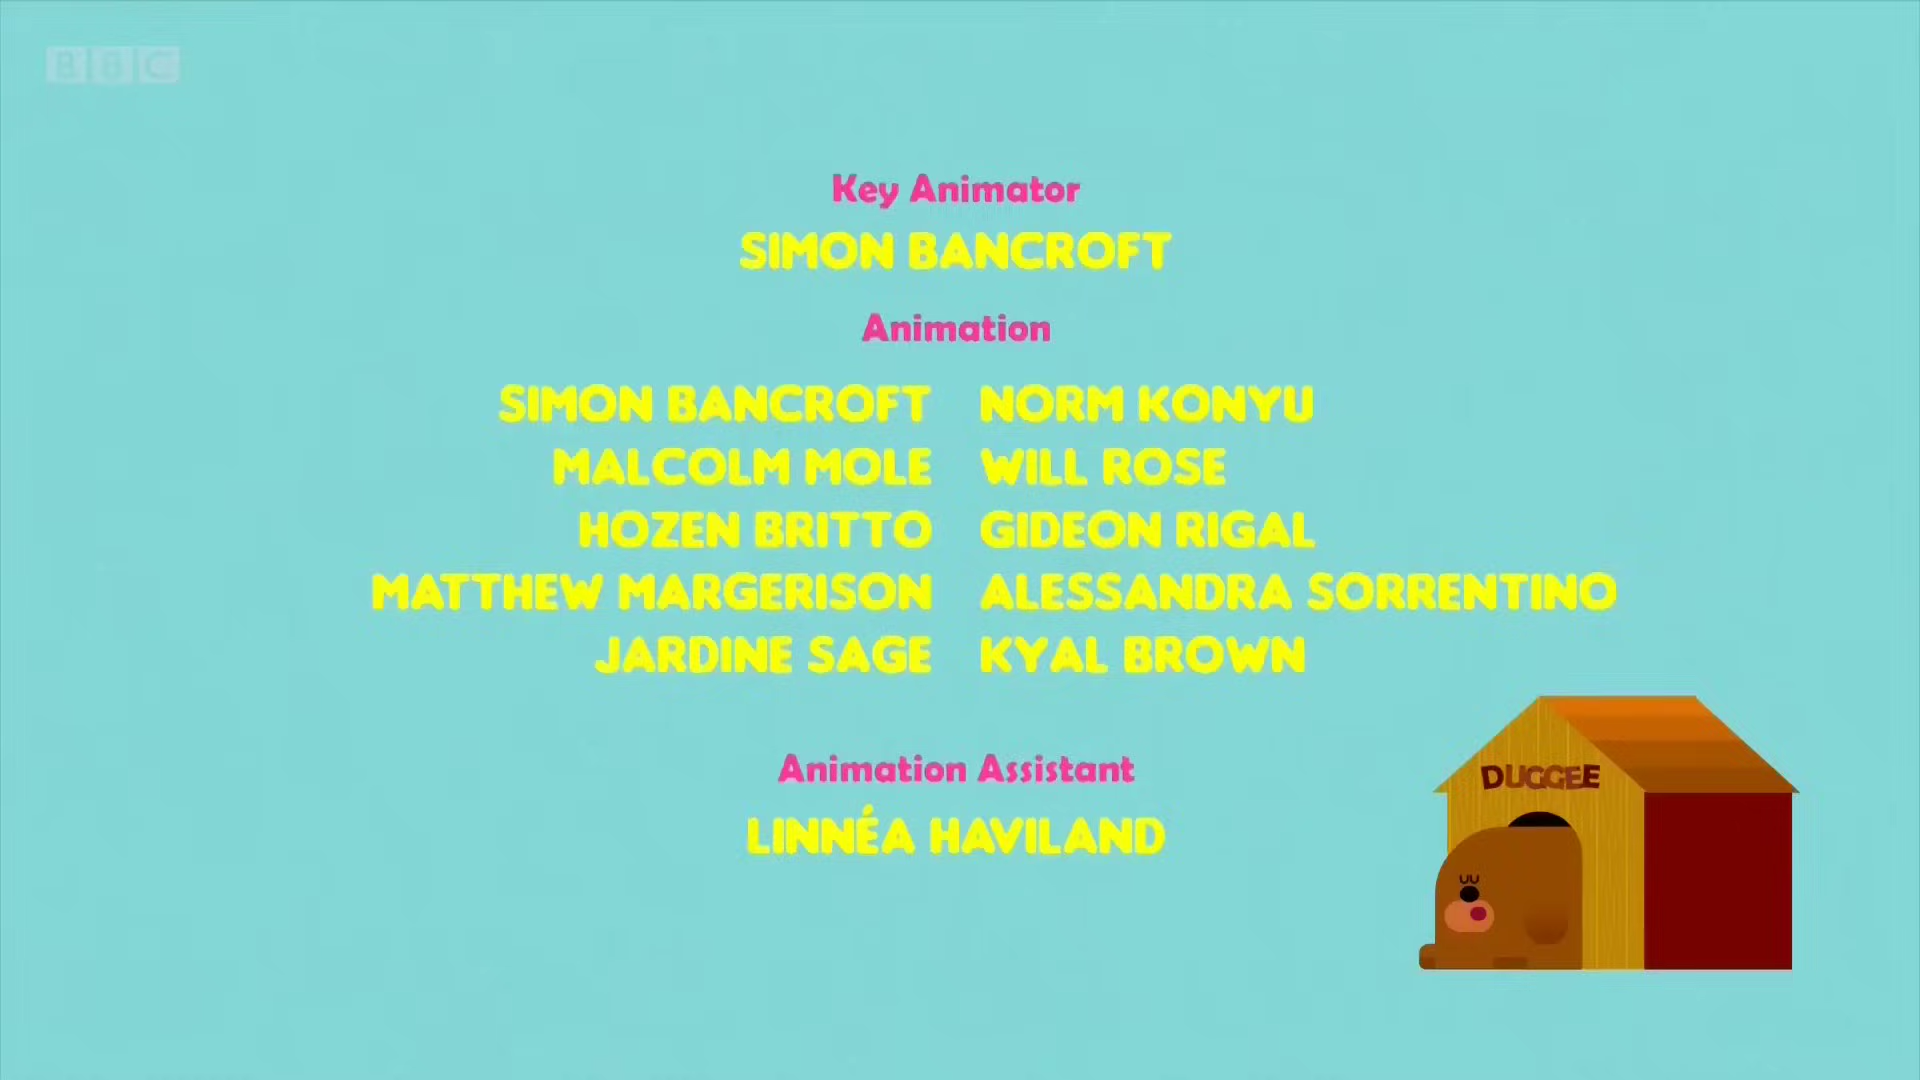 BBC
Key Animator
SIMON BANCROFT
Animation
SIMON BANCROFT NORM KONYU
MALCOLM MOLE WILL ROSE
HOZEN BRITTO GIDEON RIGAL
MATTHEW MARGERISON ALESSANDRA SORRENTINO
JARDINE SAGE KYAL BROWN
Animation Assistant
LINNÉA HAVILAND
DUGGEE